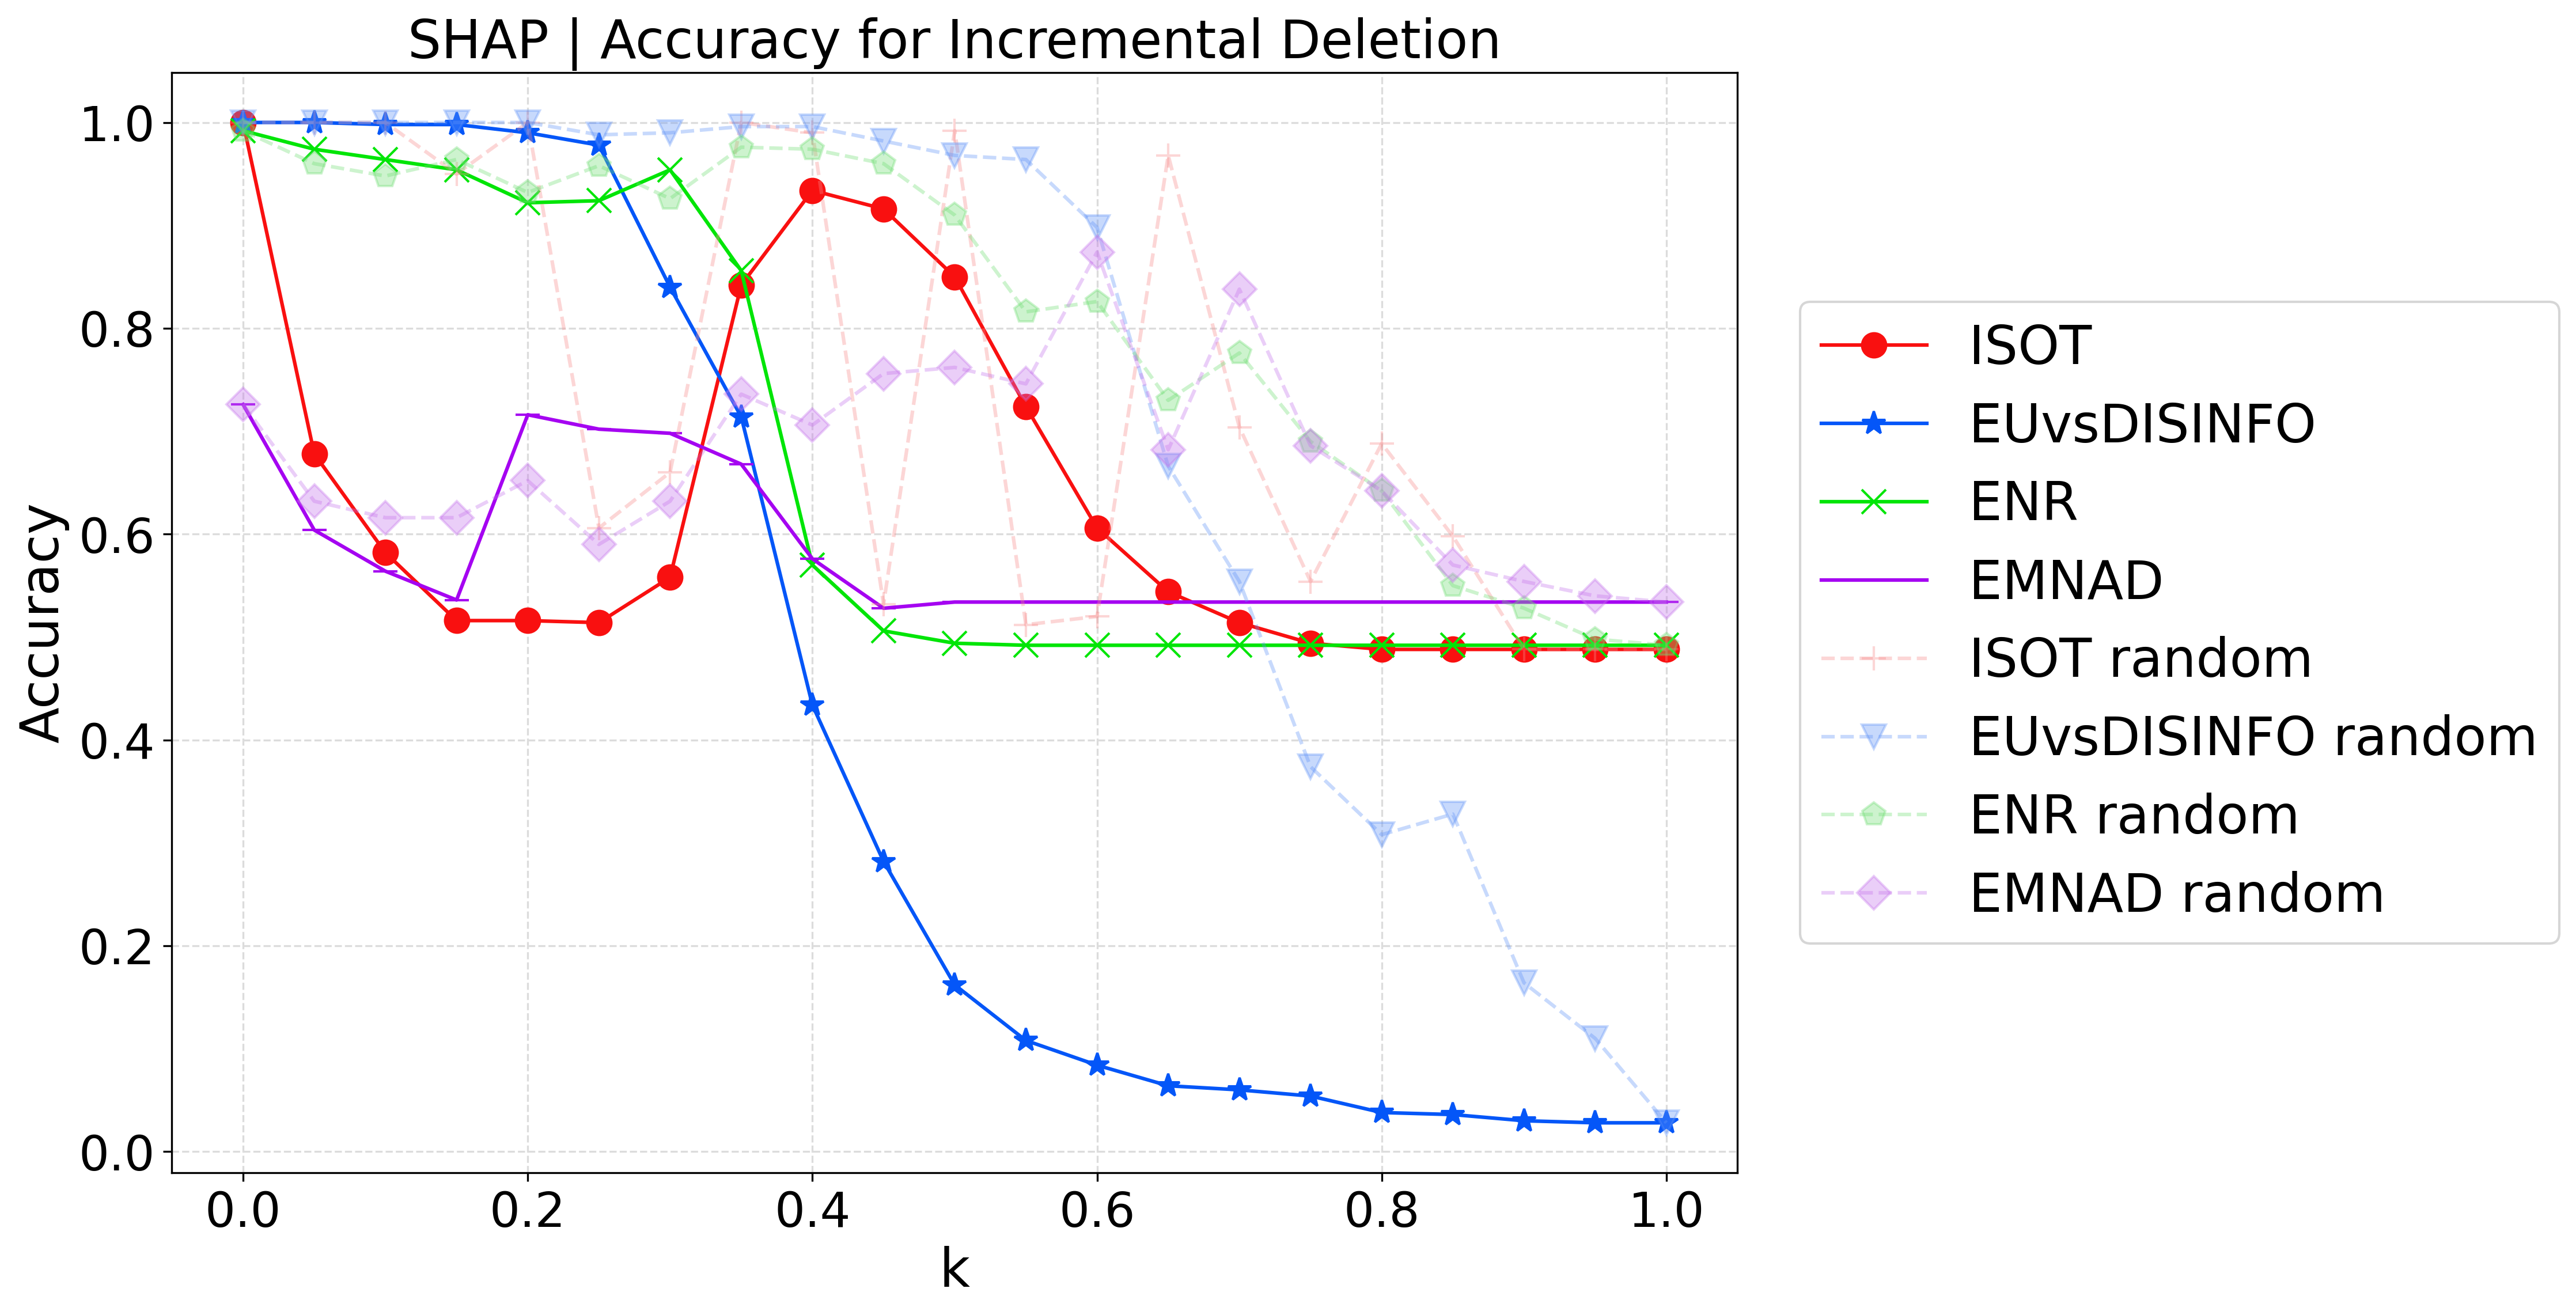 SHAP | Accuracy for Incremental Deletion
Accuracy
1.0
0.8
0.6
0.4
0.2
0.0
0.0 0.2 0.4 0.6 0.8 1.0
k
ISOT
EUvsDISINFO
ENR
EMNAD
ISOT random
EUvsDISINFO random
ENR random
EMNAD random